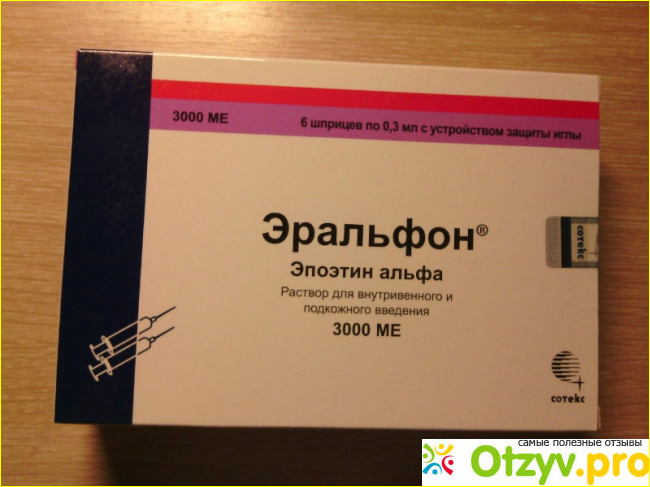 3000 МЕ
6 шприцев по 0,3 мл с устройством защиты иглы
Эральфон®
Эпоэтин альфа
Раствор для внутривенного и
подкожного введения
3000 МЕ
сотекс
сотекс
самые полезные отзывы
Otzyv.pro